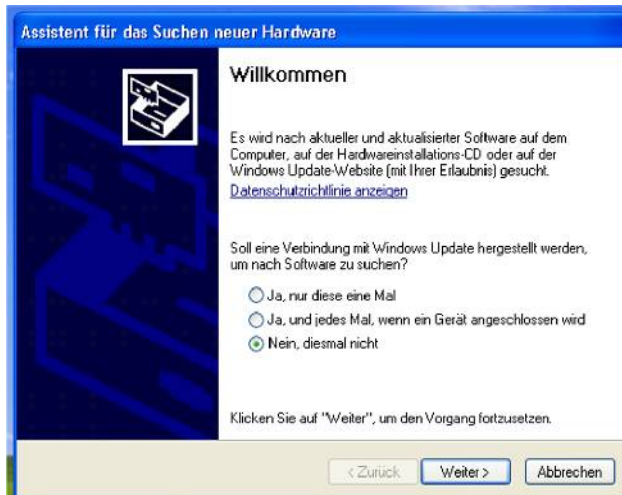 Assistent für das Suchen neuer Hardware
Willkommen
Es wird nach aktueller und aktualisierter Software auf dem
Computer, auf der Hardwareinstallations-CD oder auf der
Windows Update-Website (mit Ihrer Erlaubnis) gesucht.
Datenschutzrichtlinie anzeigen
Soll eine Verbindung mit Windows Update hergestellt werden,
um nach Software zu suchen?
Ja, nur diese eine Mal
Ja, und jedes Mal, wenn ein Gerät angeschlossen wird
Nein, diesmal nicht
Klicken Sie auf "Weiter", um den Vorgang fortzusetzen.
< Zurück Weiter > Abbrechen